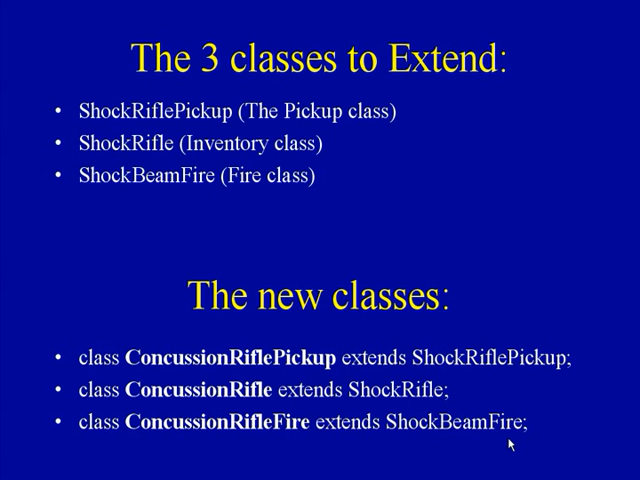 The 3 classes to Extend:
• ShockRiflePickup (The Pickup class)
• ShockRifle (Inventory class)
• ShockBeamFire (Fire class)
The new classes:
• class ConcussionRiflePickup extends ShockRiflePickup;
• class ConcussionRifle extends ShockRifle;
• class ConcussionRifleFire extends ShockBeamFire;